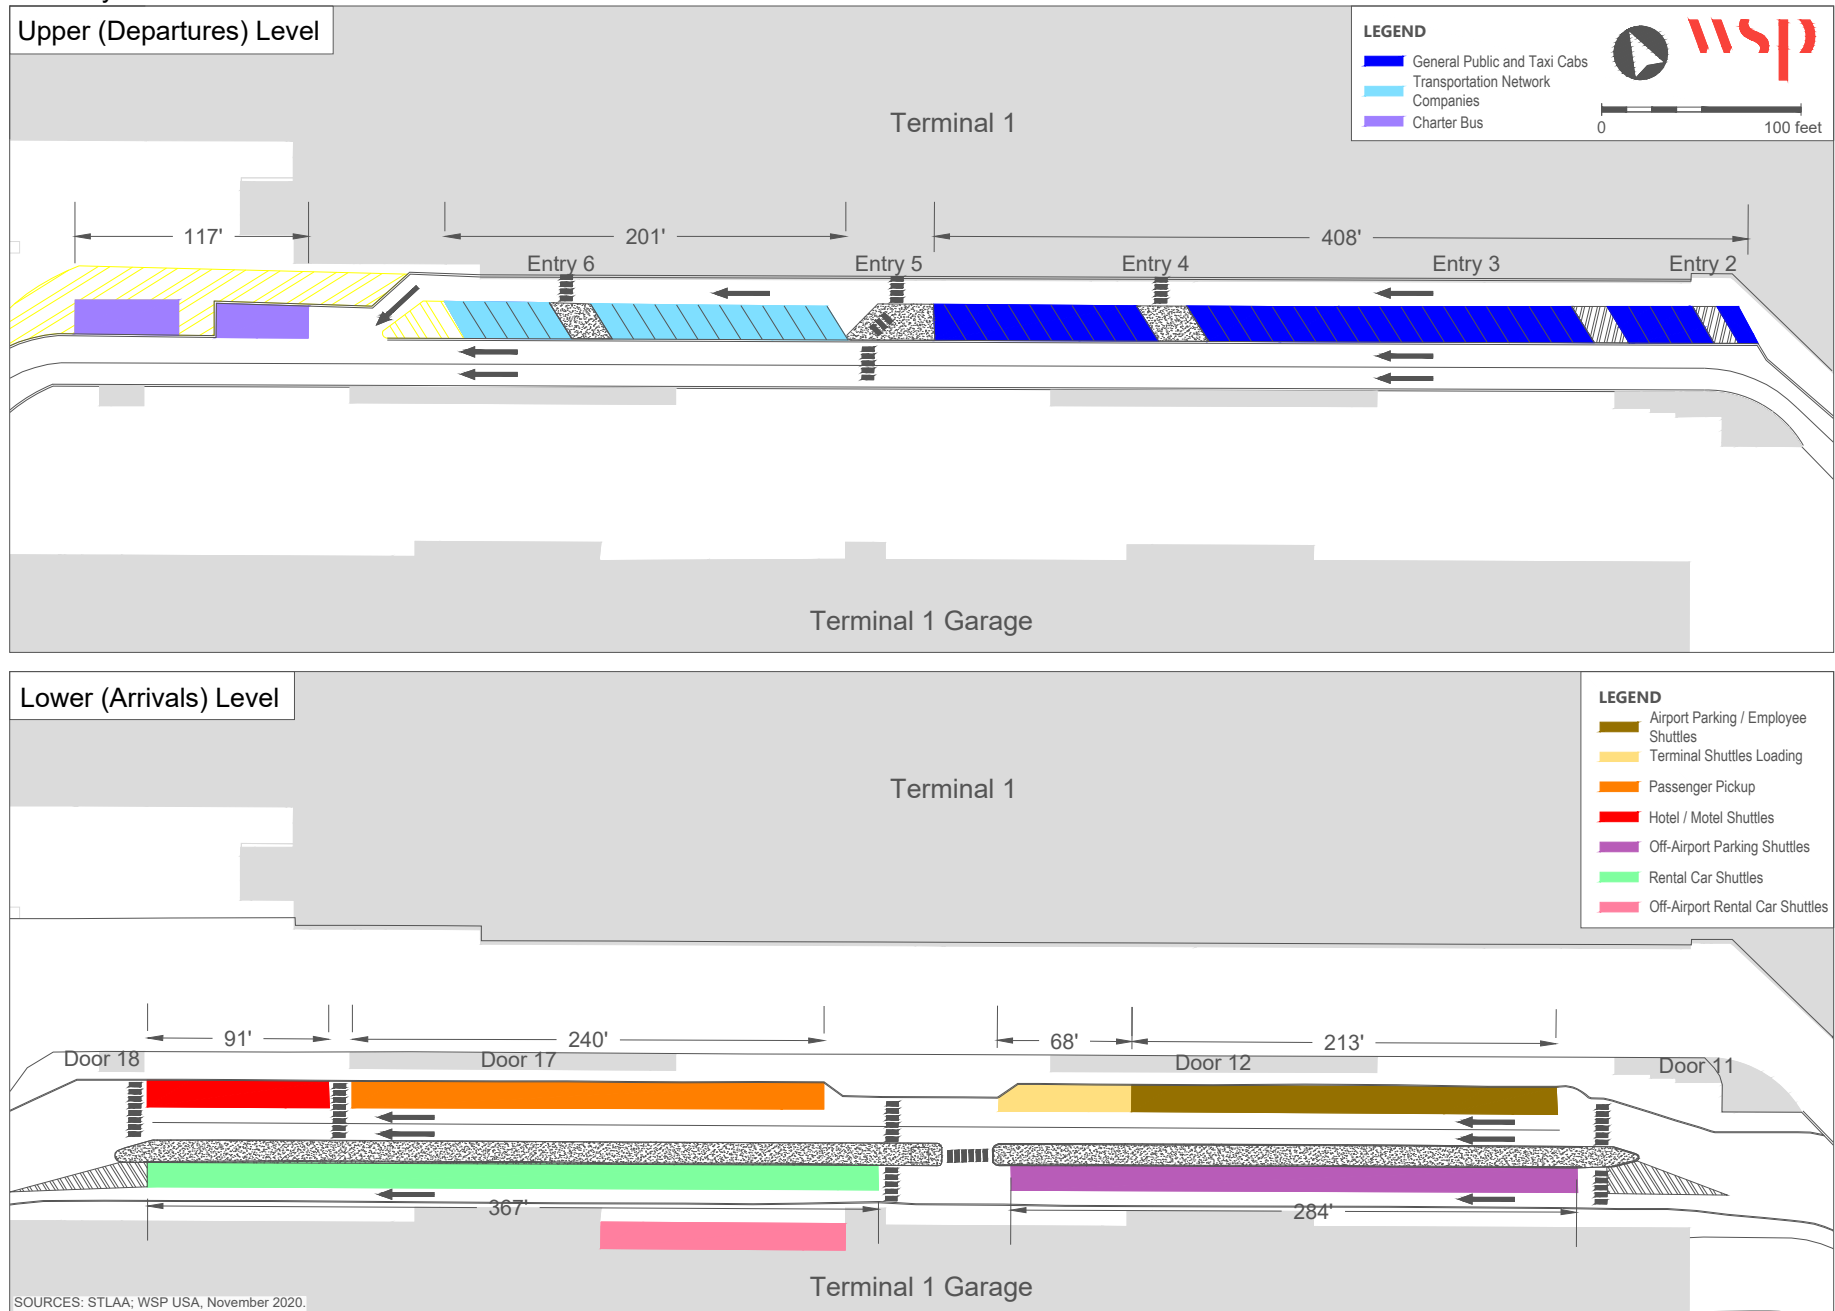 Upper (Departures) Level
LEGEND
General Public and Taxi Cabs
Transportation Network
Companies
Charter Bus
wsp
0 100 feet
Terminal 1
117' 201' 408'
Entry 6 Entry 5 Entry 4 Entry 3 Entry 2
Terminal 1 Garage
Lower (Arrivals) Level
LEGEND
Airport Parking / Employee
Shuttles
Terminal Shuttles Loading
Passenger Pickup
Hotel / Motel Shuttles
Off-Airport Parking Shuttles
Rental Car Shuttles
Off-Airport Rental Car Shuttles
Terminal 1
91' 240' 68' 213'
Door 18 Door 17 Door 12 Door 11
367' 284'
Terminal 1 Garage
SOURCES: STLAA; WSP USA, November 2020.